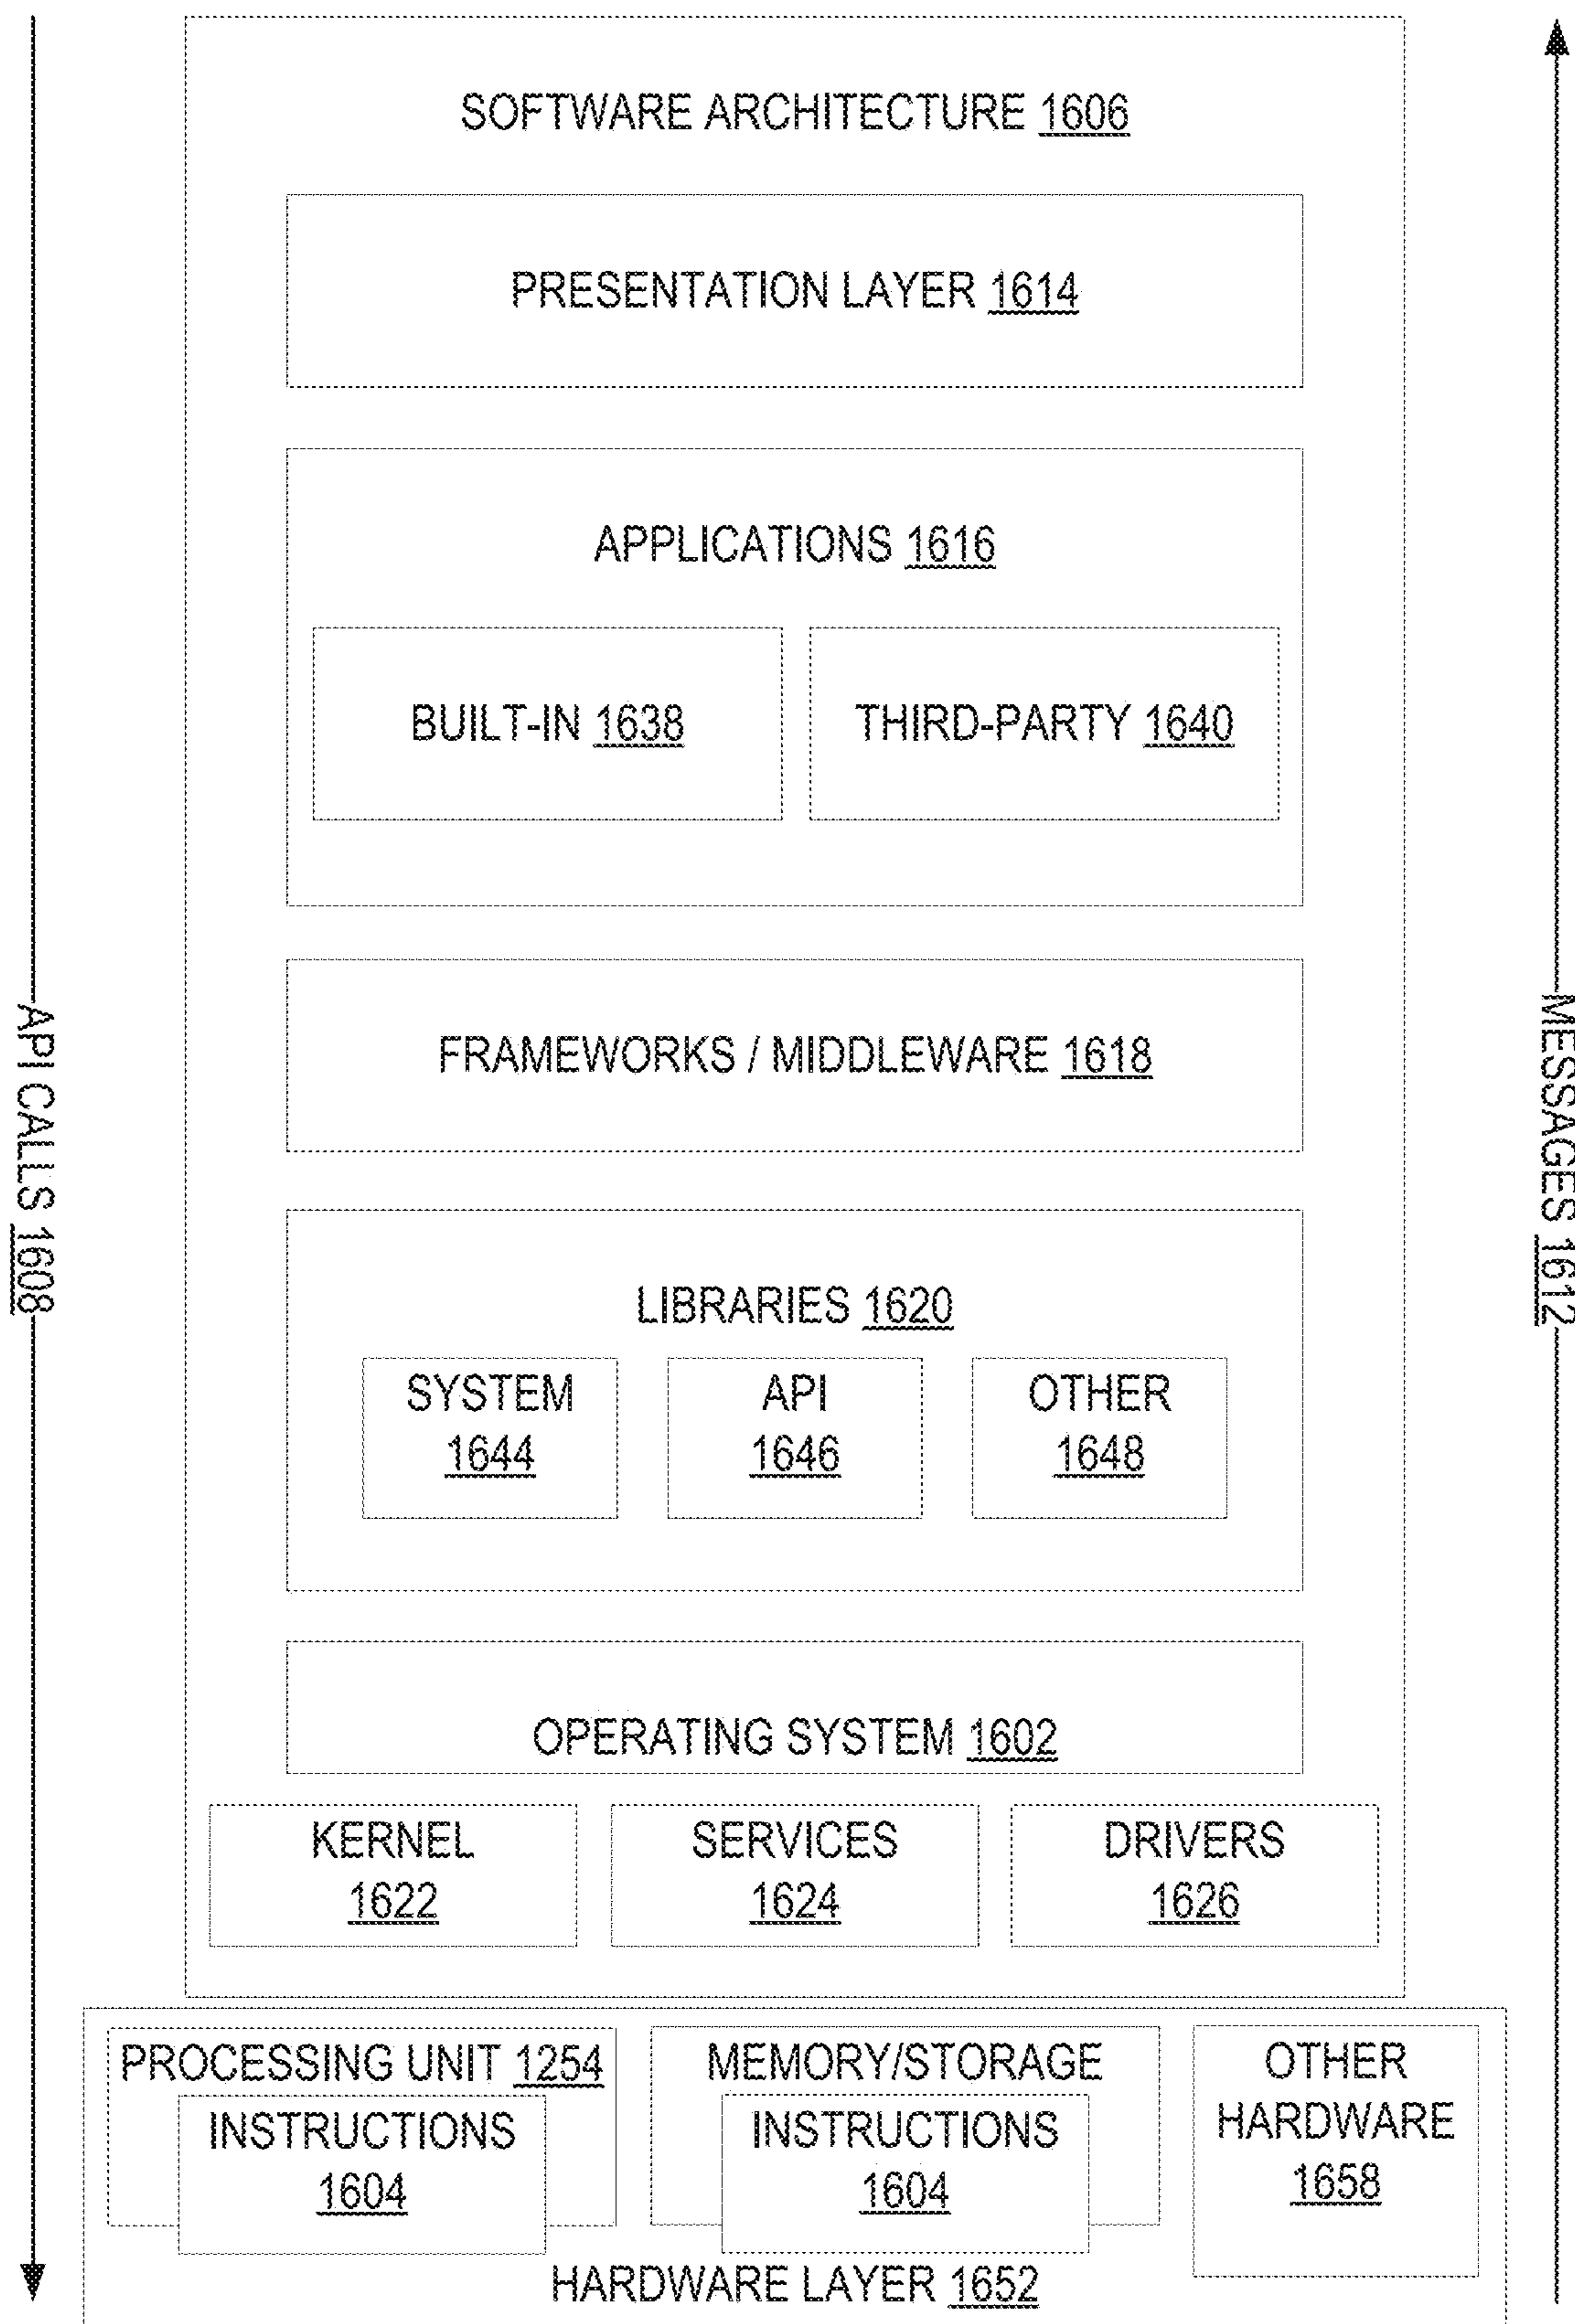 SOFTWARE ARCHITECTURE 1606
PRESENTATION LAYER 1614
APPLICATIONS 1616
BUILT-IN 1638
THIRD-PARTY 1640
FRAMEWORKS / MIDDLEWARE 1618
API CALLS 1608
MESSAGES 1612
LIBRARIES 1620
SYSTEM
1644
API
1646
OTHER
1648
OPERATING SYSTEM 1602
KERNEL
1622
SERVICES
1624
DRIVERS
1626
PROCESSING UNIT 1254
INSTRUCTIONS
1604
MEMORY/STORAGE
INSTRUCTIONS
1604
OTHER
HARDWARE
1658
HARDWARE LAYER 1652